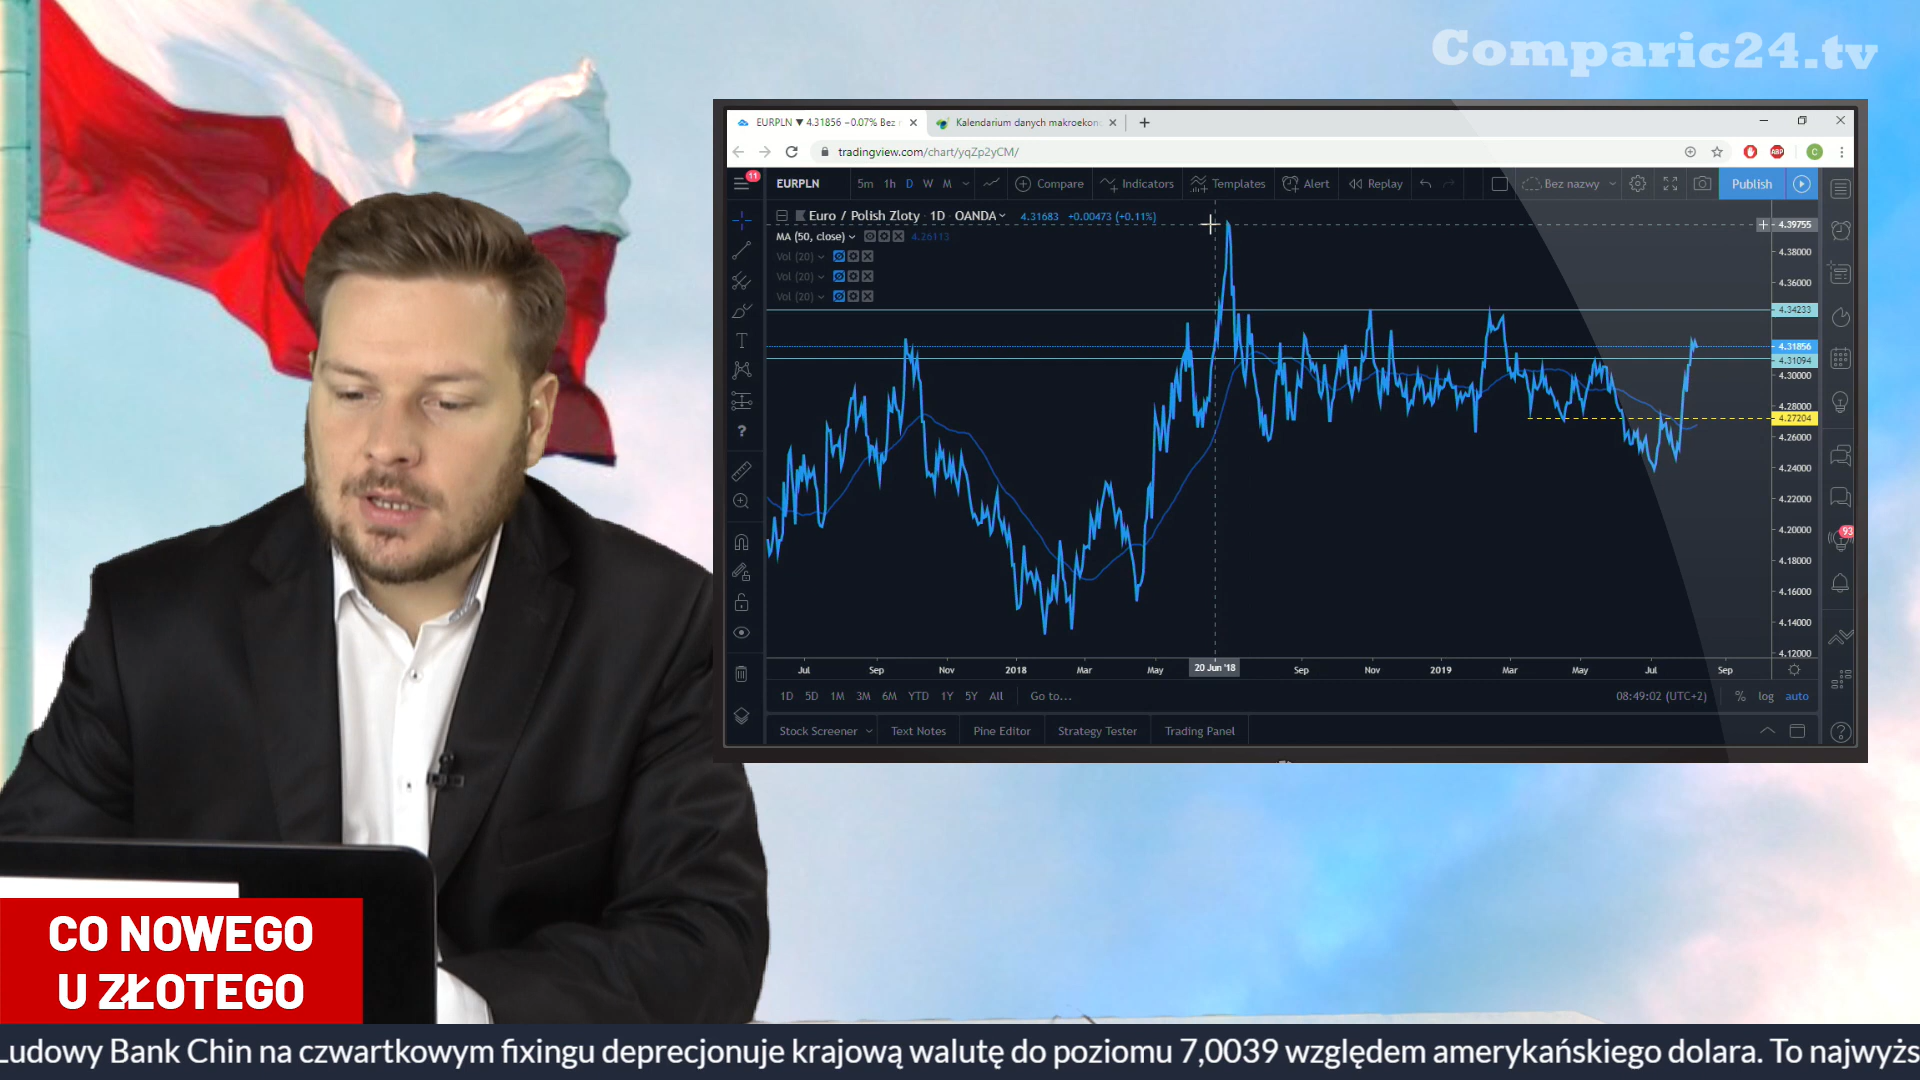 Comparic24.tv
EURPLN ▼ 4.31856 −0.07% Bez
Kalendarium danych makroekon
tradingview.com/chart/yqZp2yCM/
ABP
C
11
EURPLN
5m 1h D W M
Compare
Indicators
Templates
Alert
Replay
Bez nazwy
Publish
Euro / Polish Zloty · 1D · OANDA
4.31683 +0.00473 (+0.11%)
MA (50, close)
4.26113
Vol (20)
Vol (20)
Vol (20)
4.39755
4.38000
4.36000
4.34233
4.31856
4.31094
4.30000
4.28000
4.27204
4.26000
4.24000
4.22000
4.20000
4.18000
4.16000
4.14000
4.12000
93
Jul Sep Nov 2018 Mar May 20 Jun '18 Sep Nov 2019 Mar May Jul Sep
1D 5D 1M 3M 6M YTD 1Y 5Y All Go to...
08:49:02 (UTC+2) % log auto
Stock Screener Text Notes Pine Editor Strategy Tester Trading Panel
CO NOWEGO
U ZŁOTEGO
Ludowy Bank Chin na czwartkowym fixingu deprecjonuje krajową walutę do poziomu 7,0039 względem amerykańskiego dolara. To najwyżs